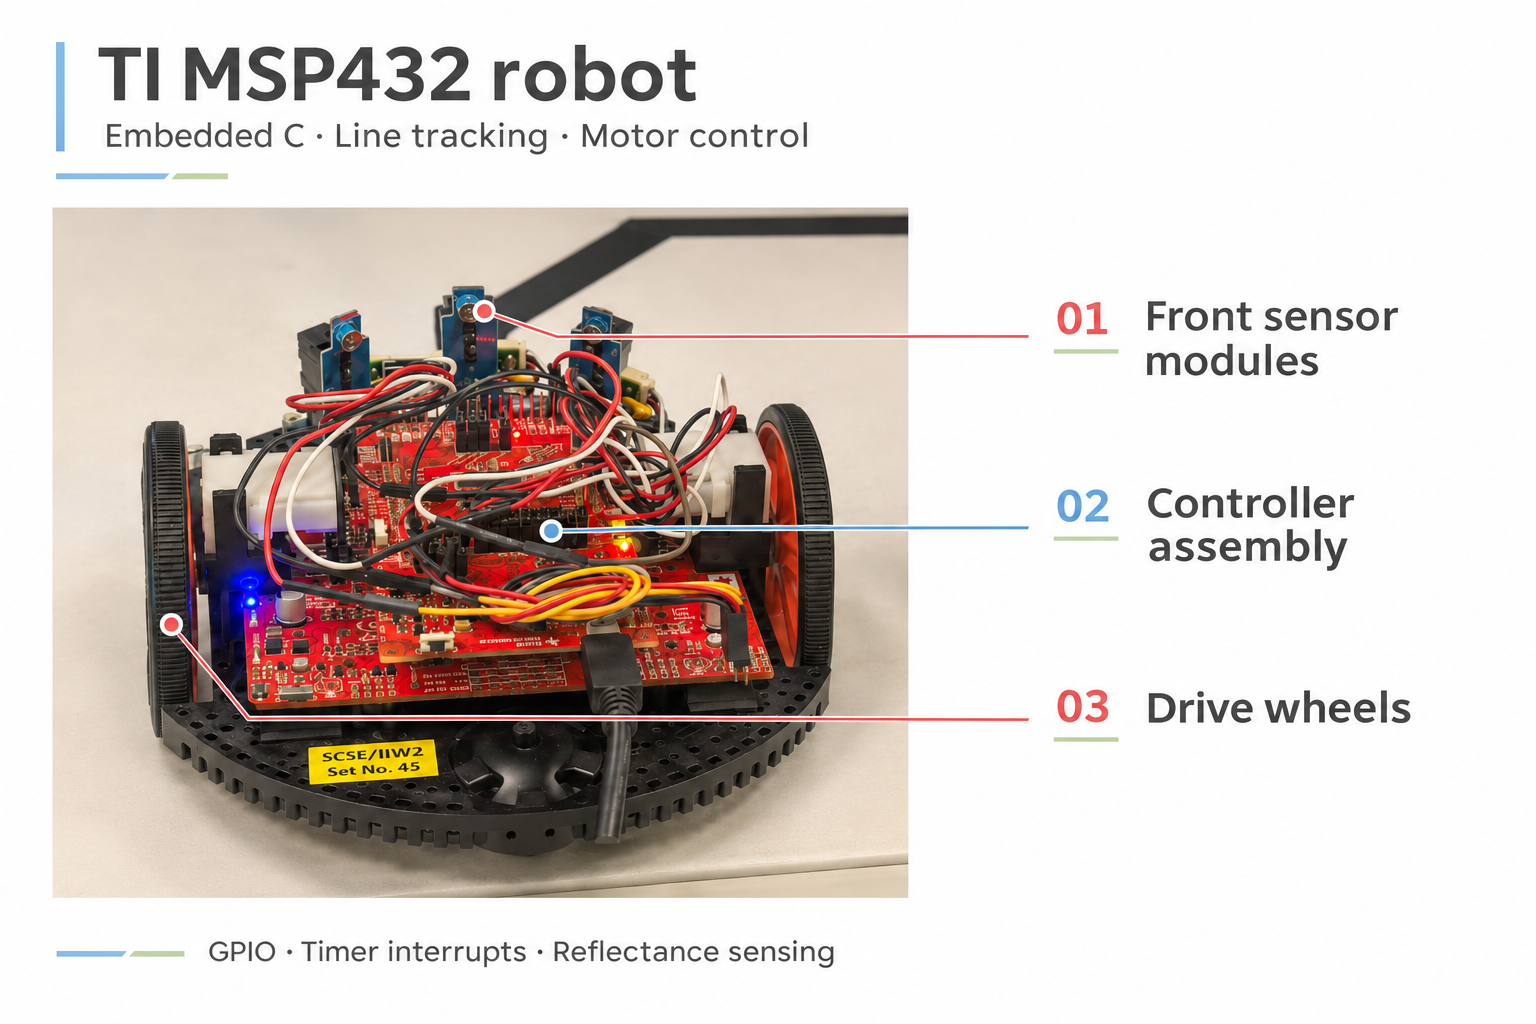 TI MSP432 robot
Embedded C · Line tracking · Motor control
01 Front sensor
modules
02 Controller
assembly
03 Drive wheels
SCSE/IIW2
Set No. 45
GPIO · Timer interrupts · Reflectance sensing